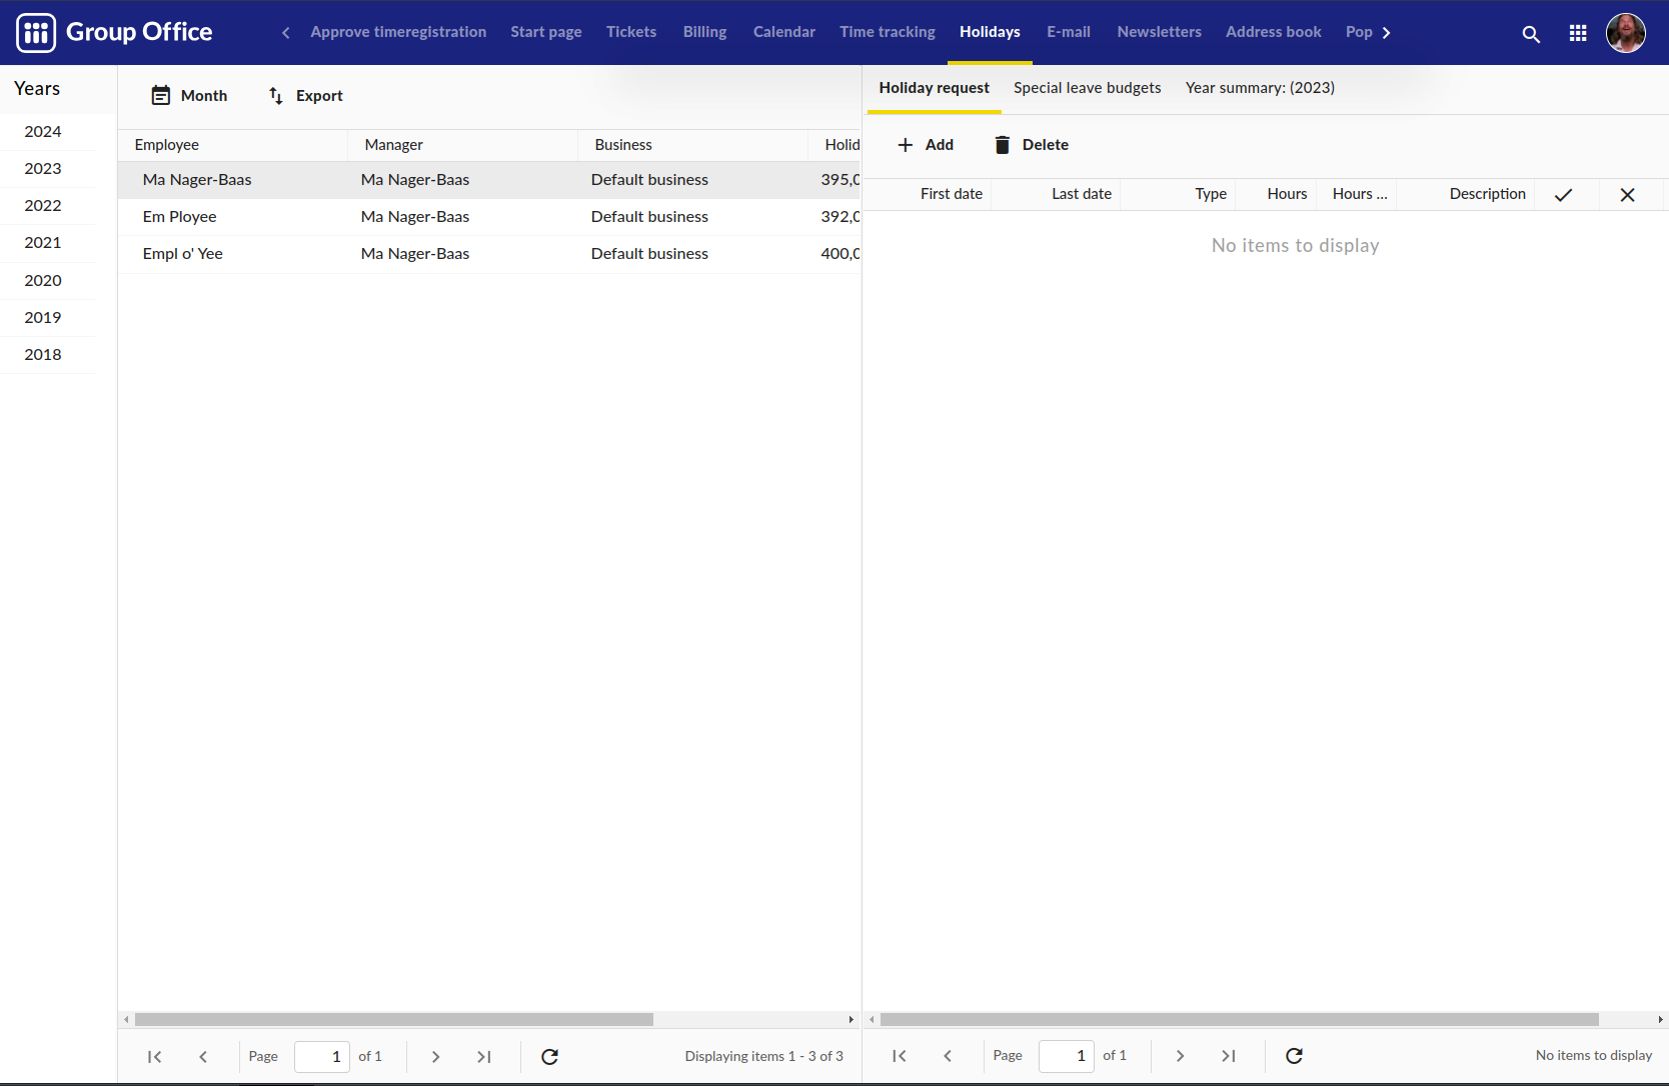 Group Office
Approve timeregistration Start page Tickets Billing Calendar Time tracking Holidays E-mail Newsletters Address book Pop
Years
2024
2023
2022
2021
2020
2019
2018
Month Export
Employee Manager Business Holid
Ma Nager-Baas Ma Nager-Baas Default business 395,0
Em Ployee Ma Nager-Baas Default business 392,0
Empl o' Yee Ma Nager-Baas Default business 400,0
Page 1 of 1 Displaying items 1 - 3 of 3
Holiday request Special leave budgets Year summary: (2023)
Add Delete
First date Last date Type Hours Hours ... Description
No items to display
Page 1 of 1 No items to display